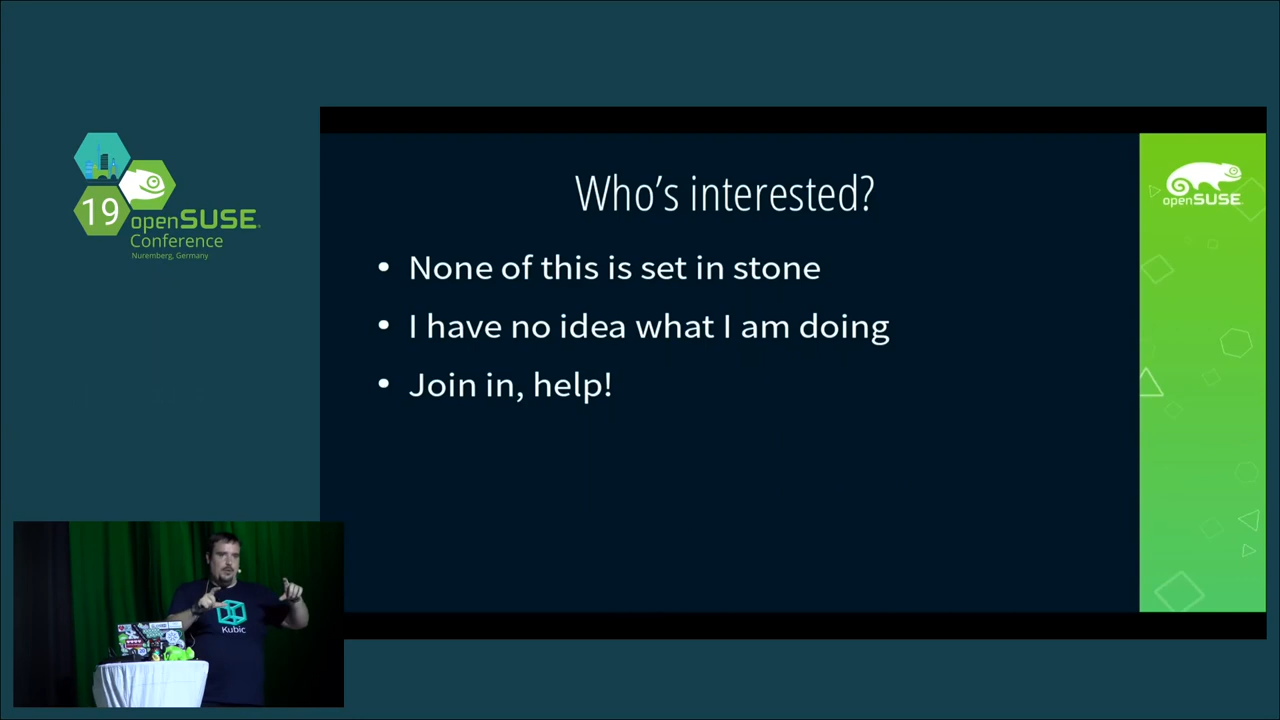 19
openSUSE
Conference
Nuremberg, Germany
Who's interested?
• None of this is set in stone
• I have no idea what I am doing
• Join in, help!
openSUSE
Kubic